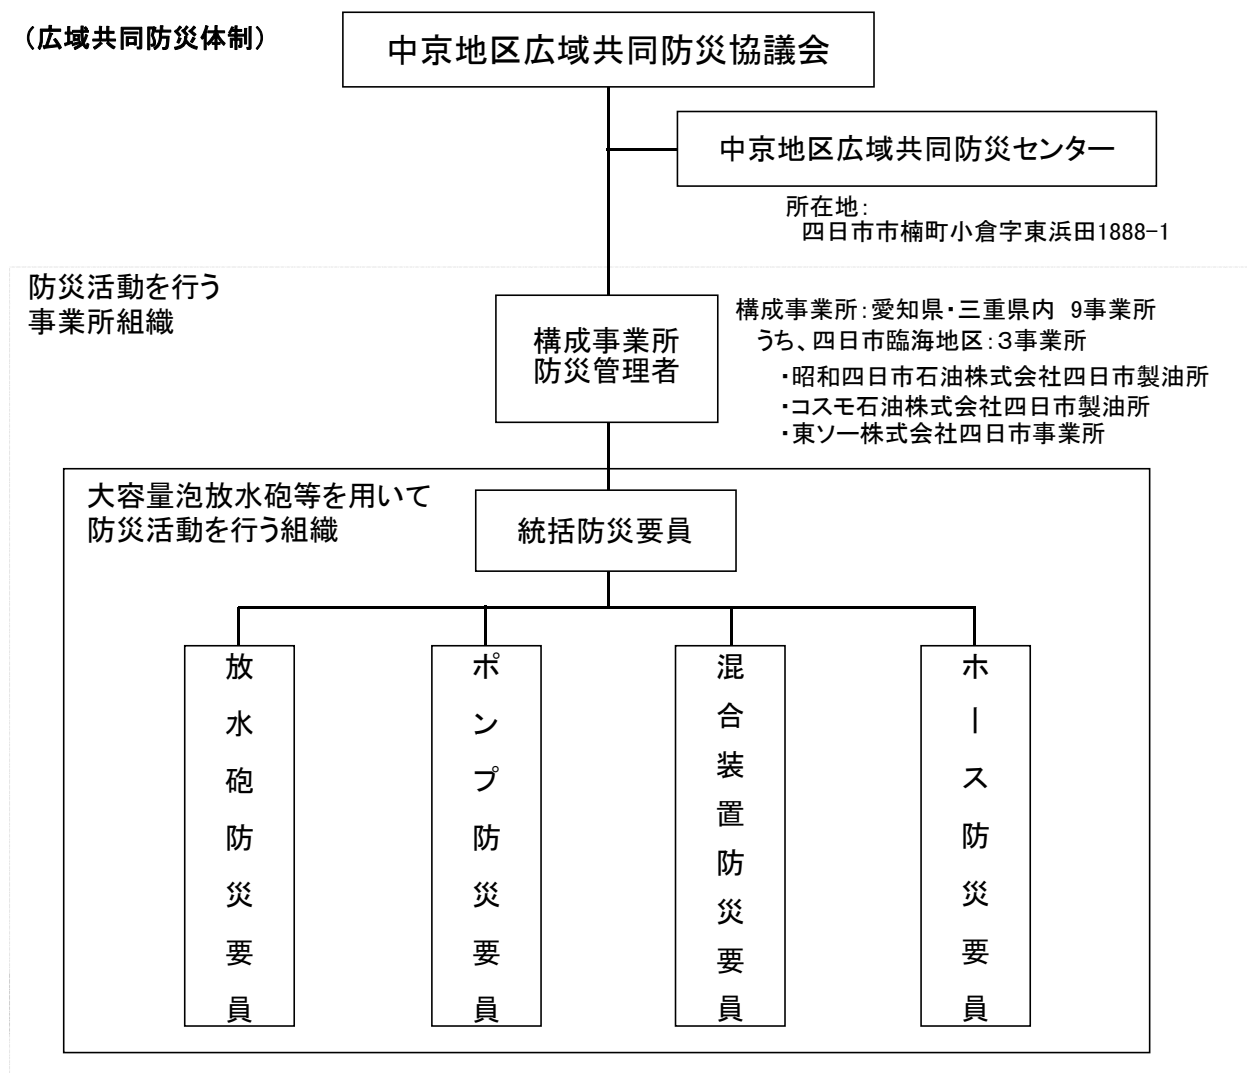 （広域共同防災体制）
中京地区広域共同防災協議会
中京地区広域共同防災センター
所在地：
四日市市楠町小倉字東浜田1888-1
防災活動を行う
事業所組織
構成事業所
防災管理者
構成事業所：愛知県・三重県内 9事業所
うち、四日市臨海地区：３事業所
・昭和四日市石油株式会社四日市製油所
・コスモ石油株式会社四日市製油所
・東ソー株式会社四日市事業所
大容量泡放水砲等を用いて
防災活動を行う組織
統括防災要員
放水砲防災要員
ポンプ防災要員
混合装置防災要員
ホース防災要員